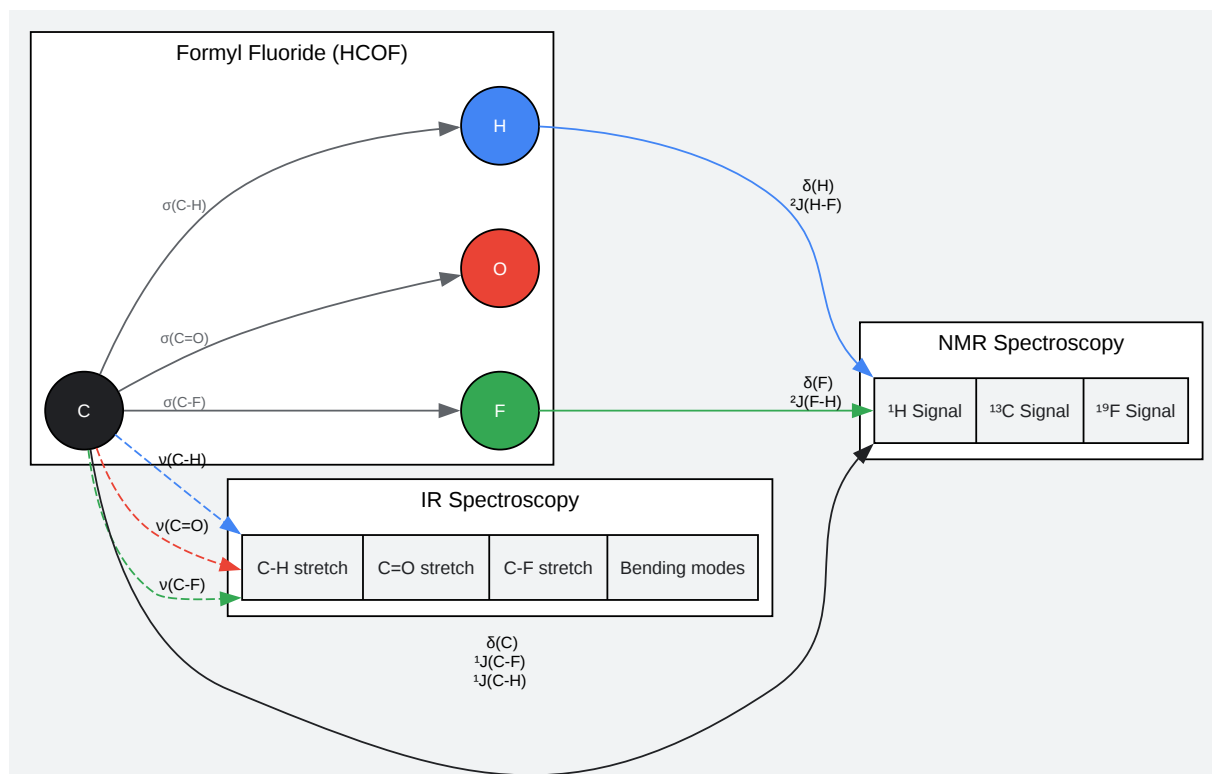 Formyl Fluoride (HCOF)
H
σ(C-H)
δ(H)
²J(H-F)
O
σ(C=O)
C
σ(C-F)
F
δ(F)
²J(F-H)
NMR Spectroscopy
¹H Signal
¹³C Signal
¹⁹F Signal
ν(C-H)
ν(C=O)
ν(C-F)
IR Spectroscopy
C-H stretch
C=O stretch
C-F stretch
Bending modes
δ(C)
¹J(C-F)
¹J(C-H)